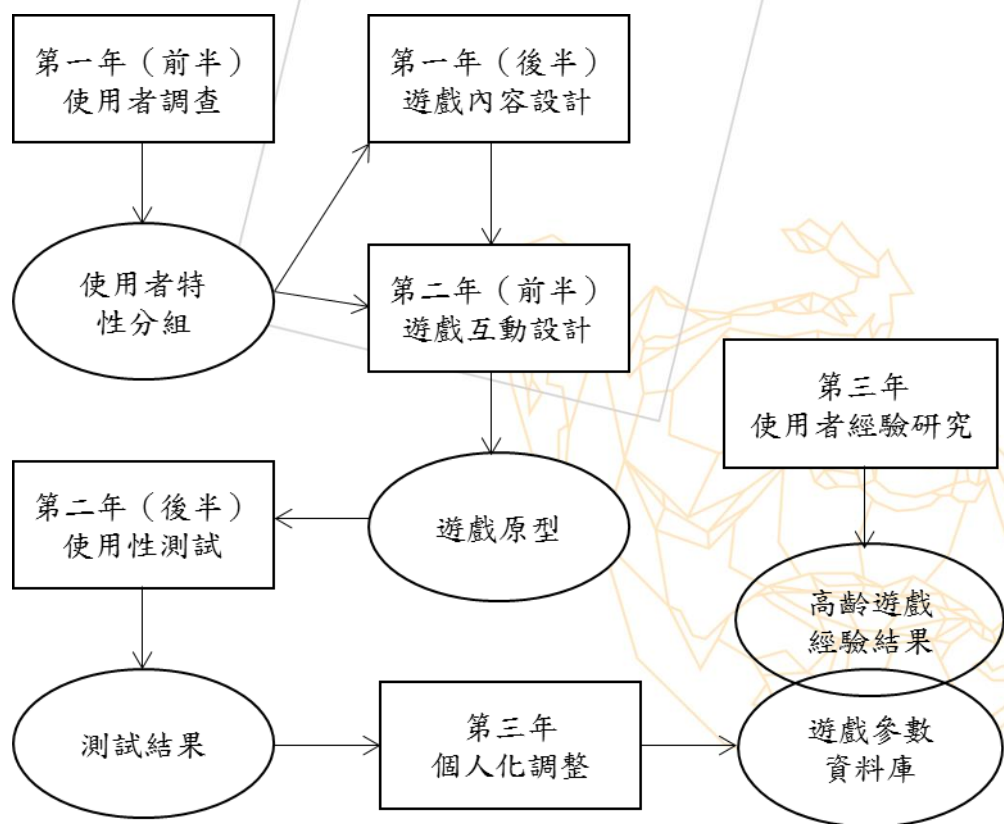 第一年（前半）
使用者調查
第一年（後半）
遊戲內容設計
使用者特
性分組
第二年（前半）
遊戲互動設計
第三年
使用者經驗研究
第二年（後半）
使用性測試
遊戲原型
高齡遊戲
經驗結果
測試結果
第三年
個人化調整
遊戲參數
資料庫